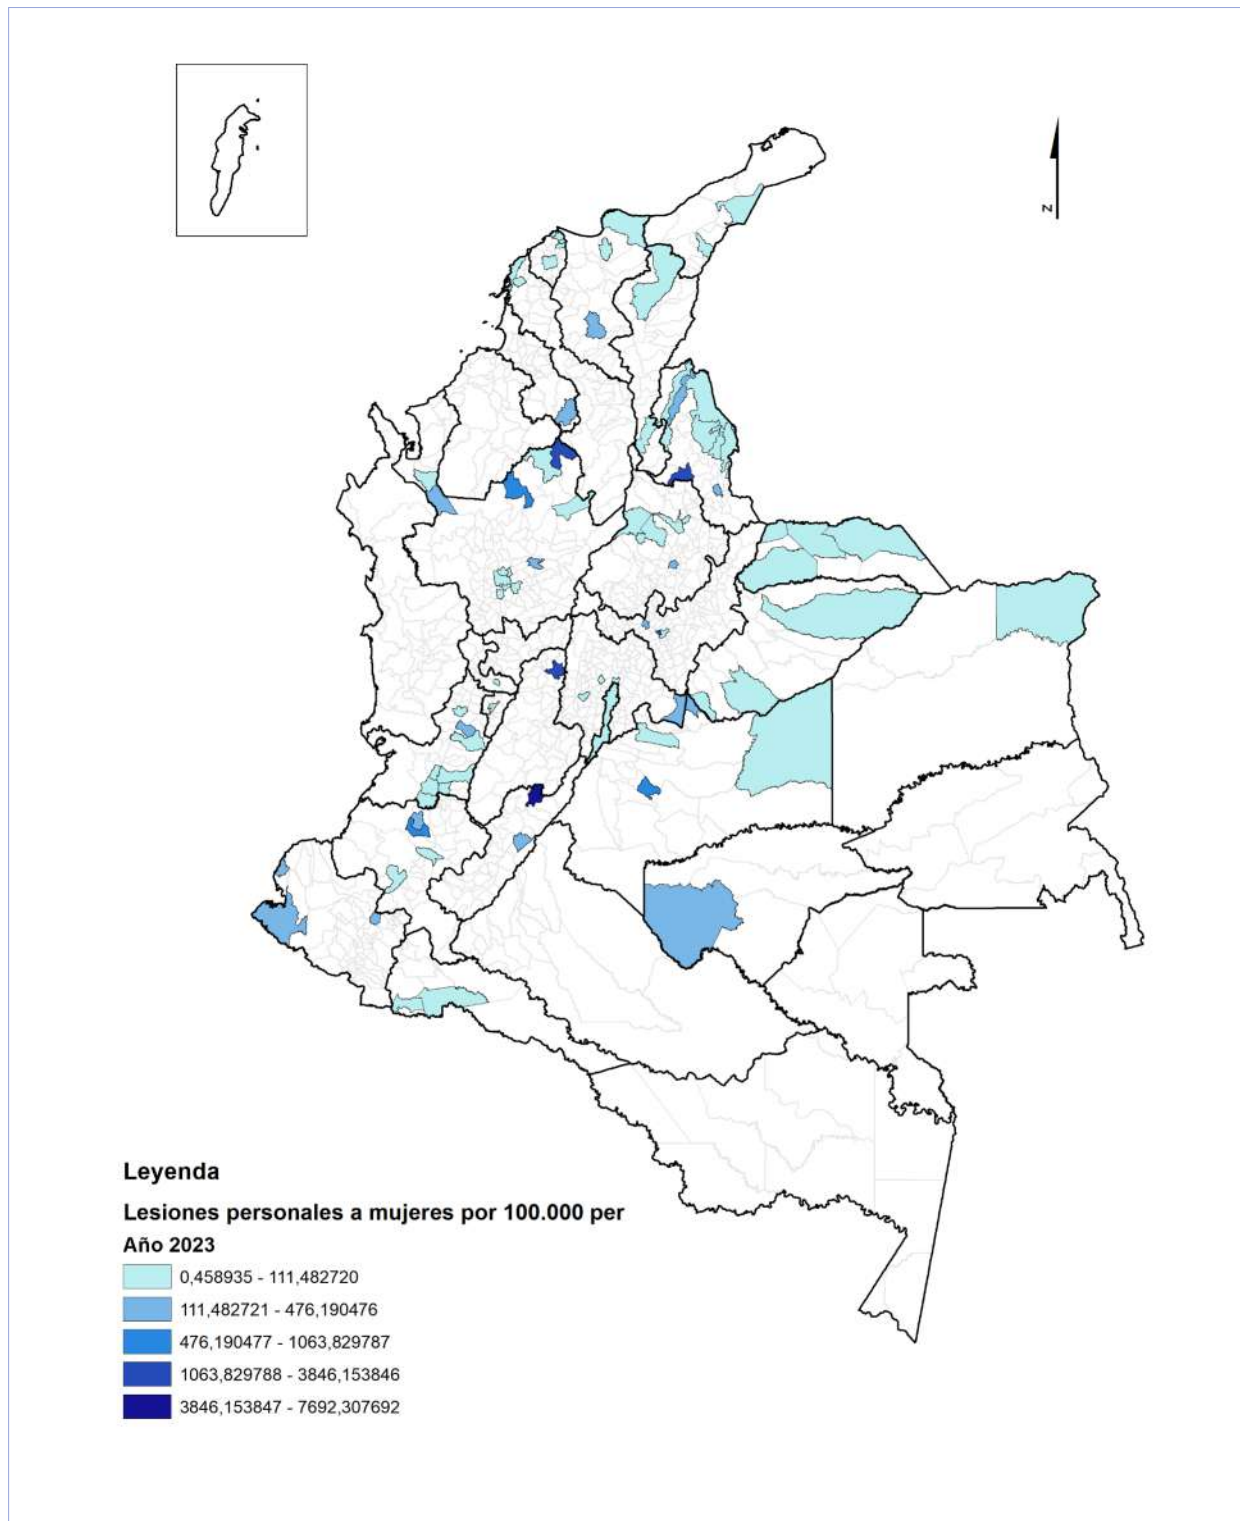 N
Leyenda
Lesiones personales a mujeres por 100.000 per
Año 2023
0,458935 - 111,482720
111,482721 - 476,190476
476,190477 - 1063,829787
1063,829788 - 3846,153846
3846,153847 - 7692,307692